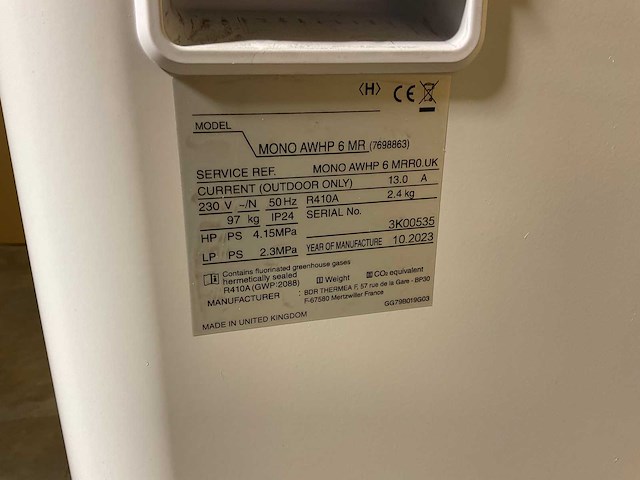 〈H〉 CE
MODEL
MONO AWHP 6 MR (7698863)
SERVICE REF. MONO AWHP 6 MRR0.UK
CURRENT (OUTDOOR ONLY) 13.0 A
230 V ~/N 50 Hz R410A 2.4 kg
97 kg IP24 SERIAL No.
3K00535
HP PS 4.15MPa
LP PS 2.3MPa YEAR OF MANUFACTURE 10.2023
Contains fluorinated greenhouse gases
hermetically sealed
R410A (GWP:2088) Weight CO₂ equivalent
MANUFACTURER : BDR THERMEA F, 57 rue de la Gare - BP30
F-67580 Mertzwiller France
GG79B019G03
MADE IN UNITED KINGDOM